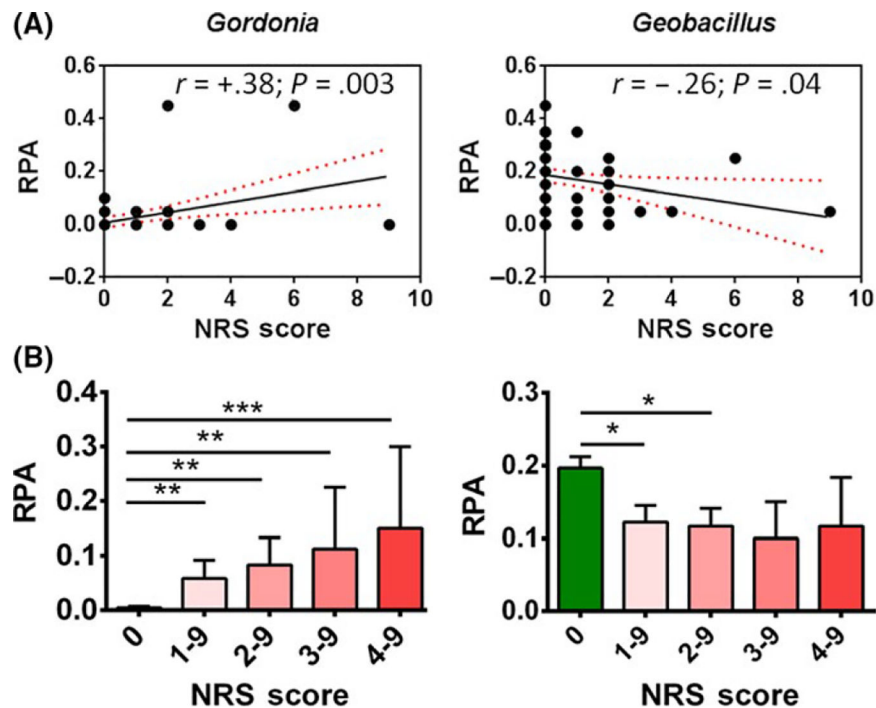 (A)
Gordonia
Geobacillus
r = +.38; P = .003
r = – .26; P = .04
RPA
0.6
0.4
0.2
0.0
–0.2
0 2 4 6 8 10
NRS score
RPA
0.6
0.4
0.2
0.0
–0.2
0 2 4 6 8 10
NRS score
(B)
RPA
0.4
0.3
0.2
0.1
0.0
***
**
**
**
0 1-9 2-9 3-9 4-9
NRS score
RPA
0.3
0.2
0.1
0.0
*
*
0 1-9 2-9 3-9 4-9
NRS score